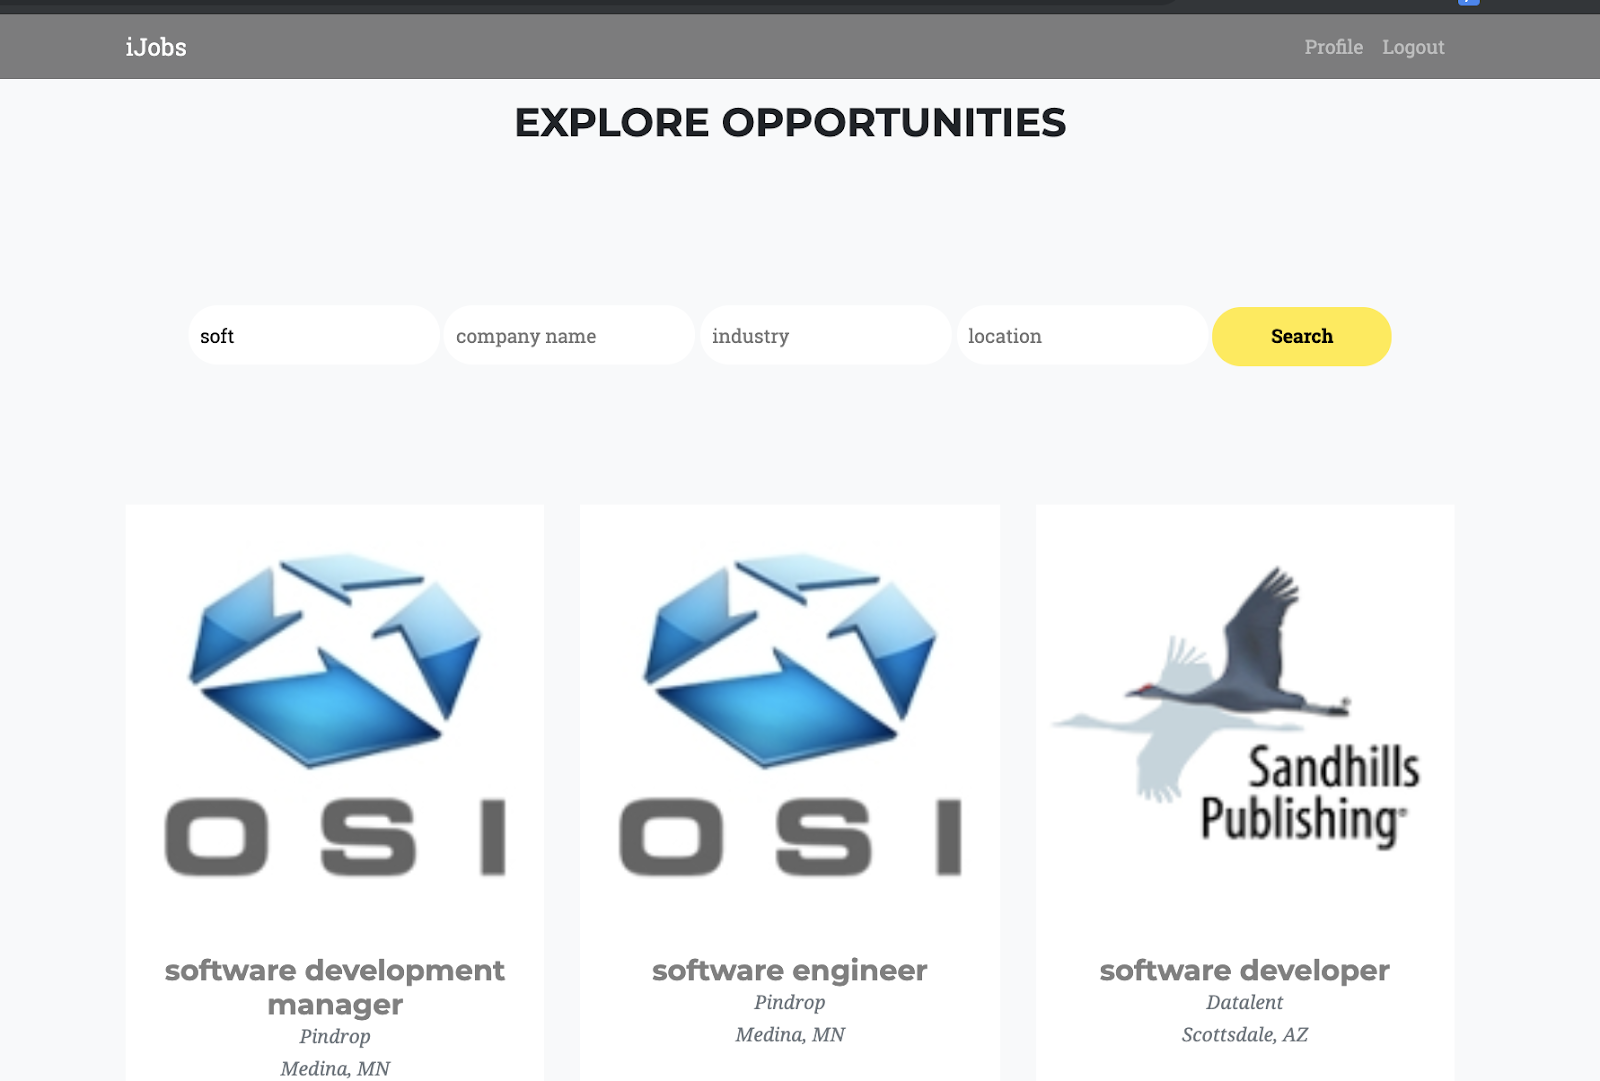 iJobs Profile Logout
EXPLORE OPPORTUNITIES
soft company name industry location Search
OSI OSI Sandhills
Publishing®
software development
manager
Pindrop
Medina, MN
software engineer
Pindrop
Medina, MN
software developer
Datalent
Scottsdale, AZ